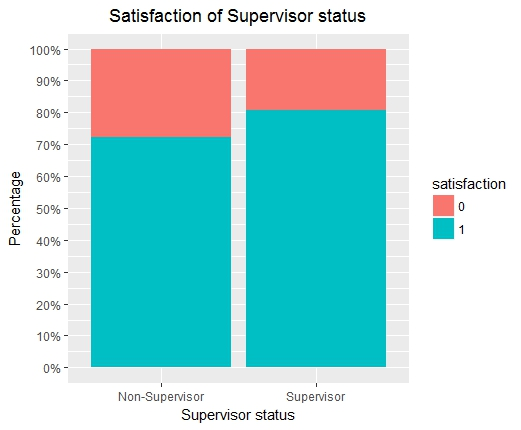 Satisfaction of Supervisor status
100%
90%
80%
70%
60%
50%
40%
30%
20%
10%
0%
Percentage
Non-Supervisor Supervisor
Supervisor status
satisfaction
0
1